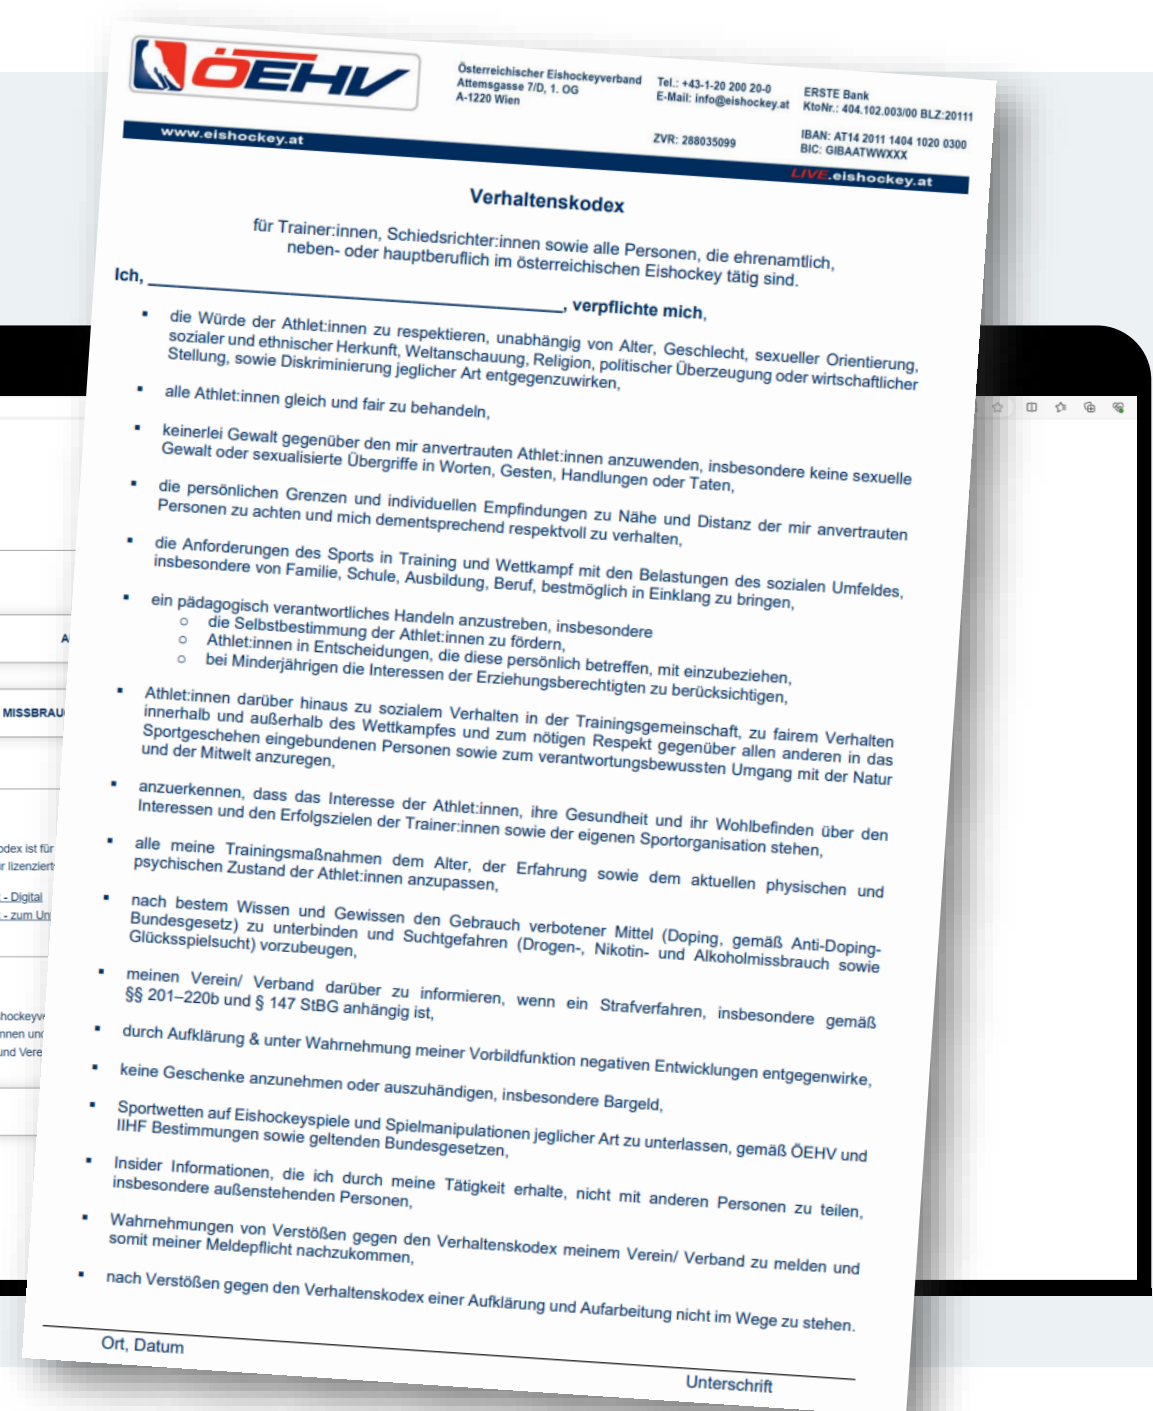 ÖEHV
Österreichischer Eishockeyverband
Attemsgasse 7/D, 1. OG
A-1220 Wien
Tel.: +43-1-20 200 20-0
E-Mail: info@eishockey.at
ZVR: 288035099
ERSTE Bank
KtoNr.: 404.102.003/00 BLZ:20111
IBAN: AT14 2011 1404 1020 0300
BIC: GIBAATWWXXX
www.eishockey.at
LIVE.eishockey.at
Verhaltenskodex
für Trainer:innen, Schiedsrichter:innen sowie alle Personen, die ehrenamtlich,
neben- oder hauptberuflich im österreichischen Eishockey tätig sind.
Ich, ____________________, verpflichte mich,
▪ die Würde der Athlet:innen zu respektieren, unabhängig von Alter, Geschlecht, sexueller Orientierung,
sozialer und ethnischer Herkunft, Weltanschauung, Religion, politischer Überzeugung oder wirtschaftlicher
Stellung, sowie Diskriminierung jeglicher Art entgegenzuwirken,
▪ alle Athlet:innen gleich und fair zu behandeln,
▪ keinerlei Gewalt gegenüber den mir anvertrauten Athlet:innen anzuwenden, insbesondere keine sexuelle
Gewalt oder sexualisierte Übergriffe in Worten, Gesten, Handlungen oder Taten,
▪ die persönlichen Grenzen und individuellen Empfindungen zu Nähe und Distanz der mir anvertrauten
Personen zu achten und mich dementsprechend respektvoll zu verhalten,
▪ die Anforderungen des Sports in Training und Wettkampf mit den Belastungen des sozialen Umfeldes,
insbesondere von Familie, Schule, Ausbildung, Beruf, bestmöglich in Einklang zu bringen,
▪ ein pädagogisch verantwortliches Handeln anzustreben, insbesondere
○ die Selbstbestimmung der Athlet:innen zu fördern,
○ Athlet:innen in Entscheidungen, die diese persönlich betreffen, mit einzubeziehen,
○ bei Minderjährigen die Interessen der Erziehungsberechtigten zu berücksichtigen,
▪ Athlet:innen darüber hinaus zu sozialem Verhalten in der Trainingsgemeinschaft, zu fairem Verhalten
innerhalb und außerhalb des Wettkampfes und zum nötigen Respekt gegenüber allen anderen in das
Sportgeschehen eingebundenen Personen sowie zum verantwortungsbewussten Umgang mit der Natur
und der Mitwelt anzuregen,
▪ anzuerkennen, dass das Interesse der Athlet:innen, ihre Gesundheit und ihr Wohlbefinden über den
Interessen und den Erfolgszielen der Trainer:innen sowie der eigenen Sportorganisation stehen,
▪ alle meine Trainingsmaßnahmen dem Alter, der Erfahrung sowie dem aktuellen physischen und
psychischen Zustand der Athlet:innen anzupassen,
▪ nach bestem Wissen und Gewissen den Gebrauch verbotener Mittel (Doping, gemäß Anti-Doping-
Bundesgesetz) zu unterbinden und Suchtgefahren (Drogen-, Nikotin- und Alkoholmissbrauch sowie
Glücksspielsucht) vorzubeugen,
▪ meinen Verein/ Verband darüber zu informieren, wenn ein Strafverfahren, insbesondere gemäß
§§ 201–220b und § 147 StBG anhängig ist,
▪ durch Aufklärung & unter Wahrnehmung meiner Vorbildfunktion negativen Entwicklungen entgegenwirke,
▪ keine Geschenke anzunehmen oder auszuhändigen, insbesondere Bargeld,
▪ Sportwetten auf Eishockeyspiele und Spielmanipulationen jeglicher Art zu unterlassen, gemäß ÖEHV und
IIHF Bestimmungen sowie geltenden Bundesgesetzen,
▪ Insider Informationen, die ich durch meine Tätigkeit erhalte, nicht mit anderen Personen zu teilen,
insbesondere außenstehenden Personen,
▪ Wahrnehmungen von Verstößen gegen den Verhaltenskodex meinem Verein/ Verband zu melden und
somit meiner Meldepflicht nachzukommen,
▪ nach Verstößen gegen den Verhaltenskodex einer Aufklärung und Aufarbeitung nicht im Wege zu stehen.
Ort, Datum
Unterschrift
MISSBRAU
odex ist für
r lizenziert
- Digital
- zum Un
hockeyv
nnen und
und Vere